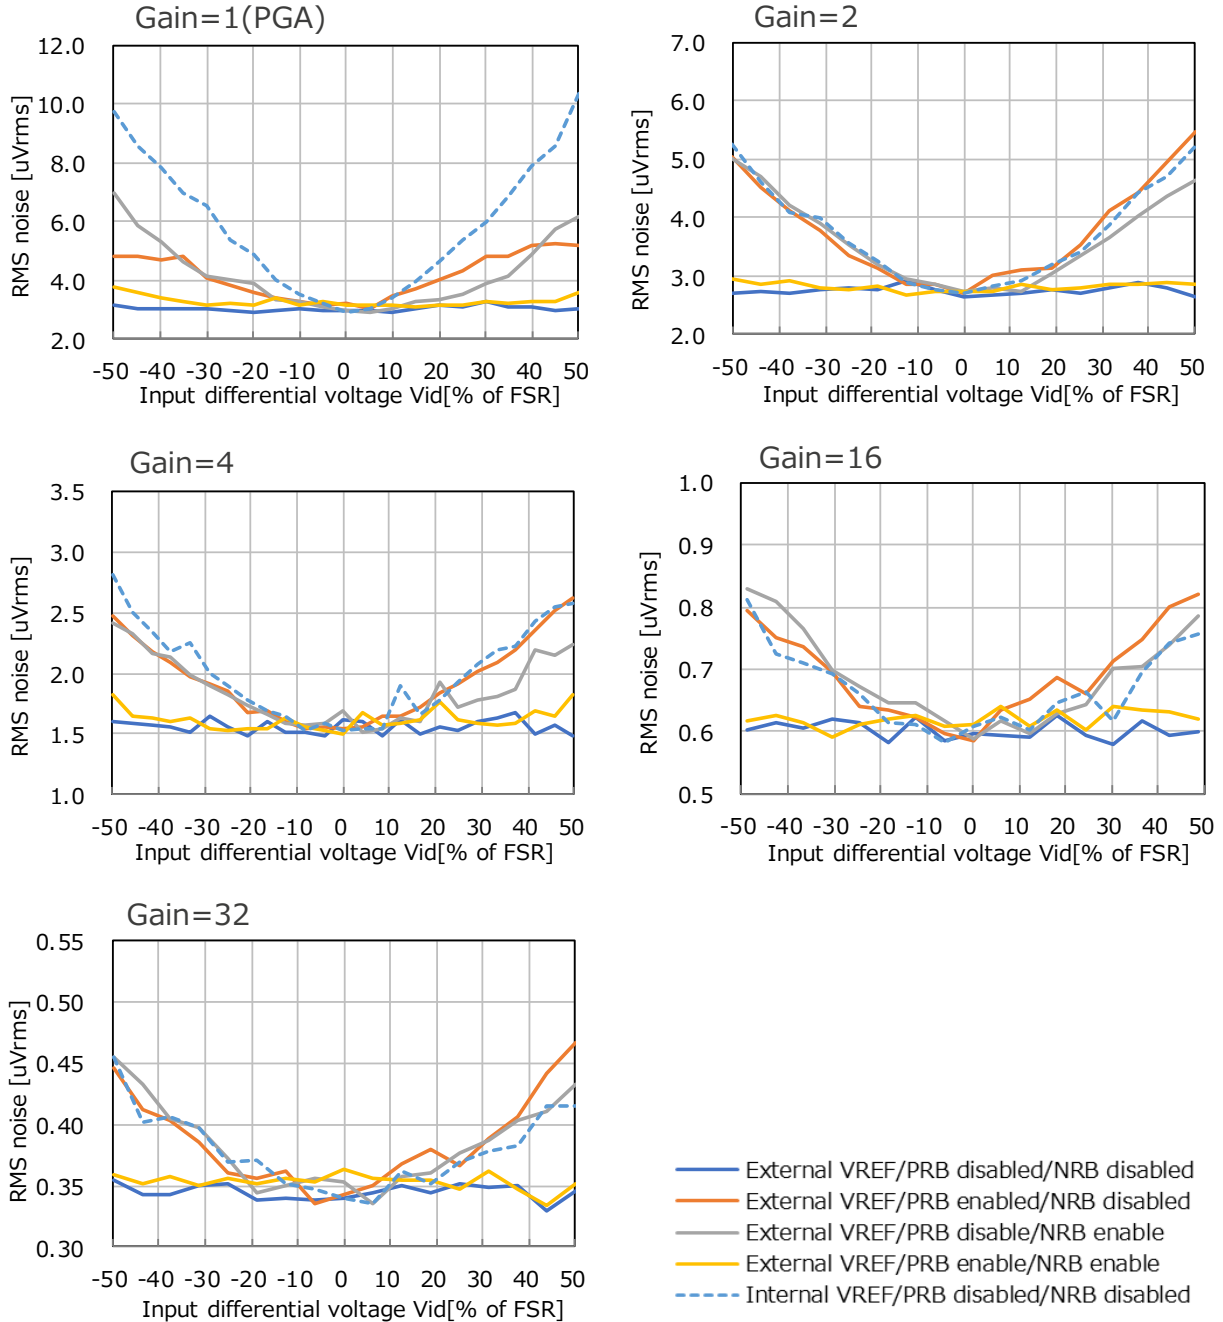 Gain=1(PGA)
12.0
10.0
8.0
6.0
4.0
2.0
RMS noise [uVrms]
-50 -40 -30 -20 -10 0 10 20 30 40 50
Input differential voltage Vid[% of FSR]
Gain=2
7.0
6.0
5.0
4.0
3.0
2.0
RMS noise [uVrms]
-50 -40 -30 -20 -10 0 10 20 30 40 50
Input differential voltage Vid[% of FSR]
Gain=4
3.5
3.0
2.5
2.0
1.5
1.0
RMS noise [uVrms]
-50 -40 -30 -20 -10 0 10 20 30 40 50
Input differential voltage Vid[% of FSR]
Gain=16
1.0
0.9
0.8
0.7
0.6
0.5
RMS noise [uVrms]
-50 -40 -30 -20 -10 0 10 20 30 40 50
Input differential voltage Vid[% of FSR]
Gain=32
0.55
0.50
0.45
0.40
0.35
0.30
RMS noise [uVrms]
-50 -40 -30 -20 -10 0 10 20 30 40 50
Input differential voltage Vid[% of FSR]
External VREF/PRB disabled/NRB disabled
External VREF/PRB enabled/NRB disabled
External VREF/PRB disable/NRB enable
External VREF/PRB enable/NRB enable
Internal VREF/PRB disabled/NRB disabled